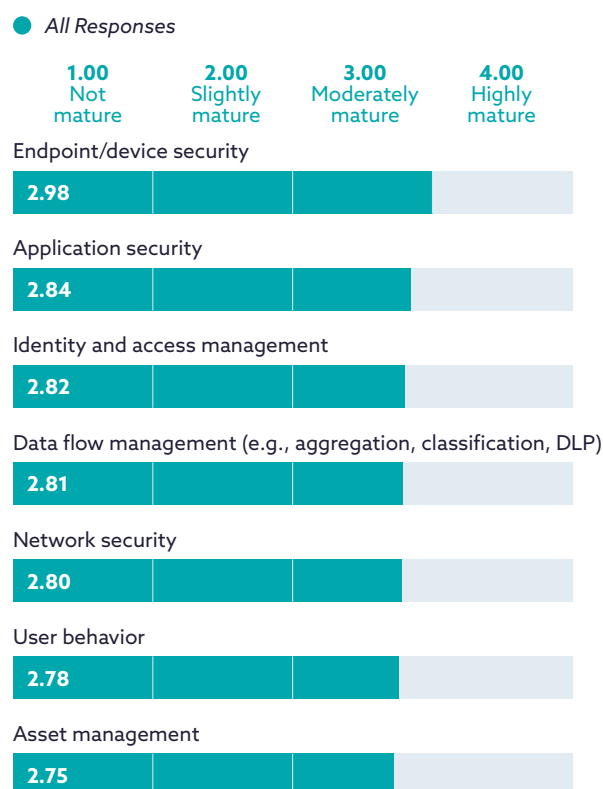 All Responses
1.00 2.00 3.00 4.00
Not Slightly Moderately Highly
mature mature mature mature
Endpoint/device security
2.98
Application security
2.84
Identity and access management
2.82
Data flow management (e.g., aggregation, classification, DLP)
2.81
Network security
2.80
User behavior
2.78
Asset management
2.75